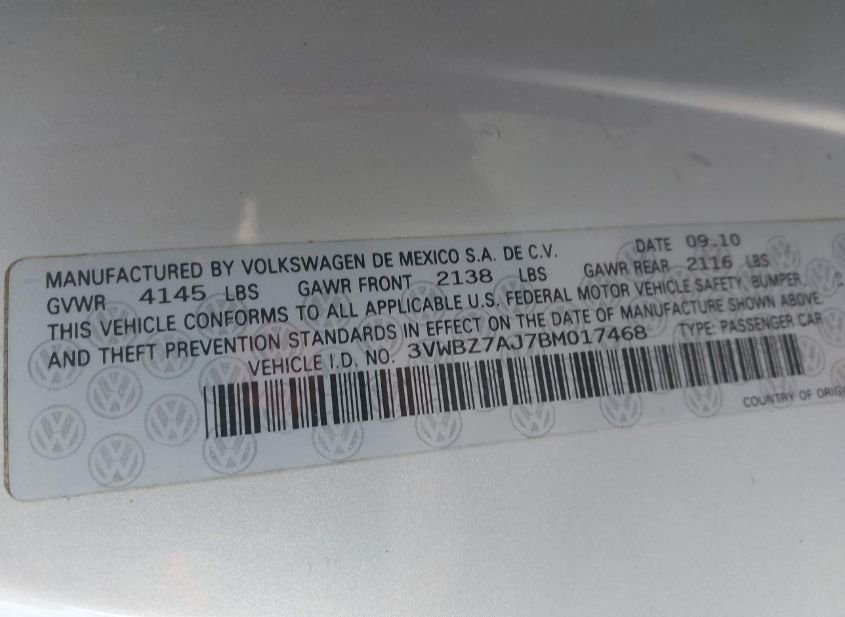 MANUFACTURED BY VOLKSWAGEN DE MEXICO S.A. DE C.V. DATE 09.10
GVWR 4145 LBS GAWR FRONT 2138 LBS GAWR REAR 2116 LBS
THIS VEHICLE CONFORMS TO ALL APPLICABLE U.S. FEDERAL MOTOR VEHICLE SAFETY, BUMPER,
AND THEFT PREVENTION STANDARDS IN EFFECT ON THE DATE OF MANUFACTURE SHOWN ABOVE.
VEHICLE I.D. NO. 3VWBZ7AJ7BM017468 TYPE: PASSENGER CAR
COUNTRY OF